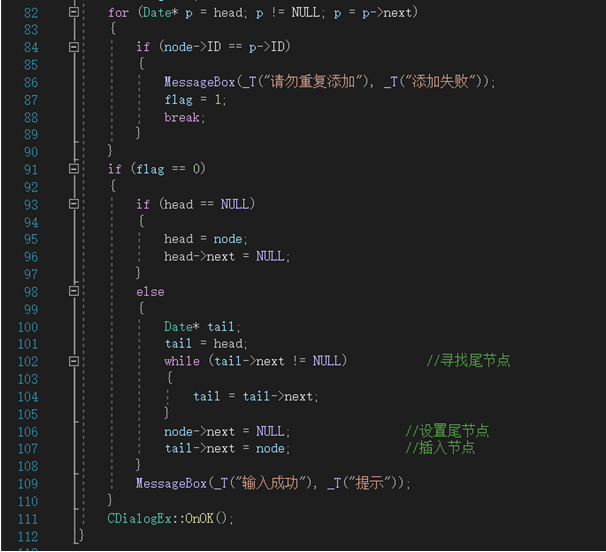 82 for (Date* p = head; p != NULL; p = p->next)
83 {
84 if (node->ID == p->ID)
85 {
86 MessageBox(_T("请勿重复添加"), _T("添加失败"));
87 flag = 1;
88 break;
89 }
90 }
91 if (flag == 0)
92 {
93 if (head == NULL)
94 {
95 head = node;
96 head->next = NULL;
97 }
98 else
99 {
100 Date* tail;
101 tail = head;
102 while (tail->next != NULL) //寻找尾节点
103 {
104 tail = tail->next;
105 }
106 node->next = NULL; //设置尾节点
107 tail->next = node; //插入节点
108 }
109 MessageBox(_T("输入成功"), _T("提示"));
110 }
111 CDialogEx::OnOK();
112 }